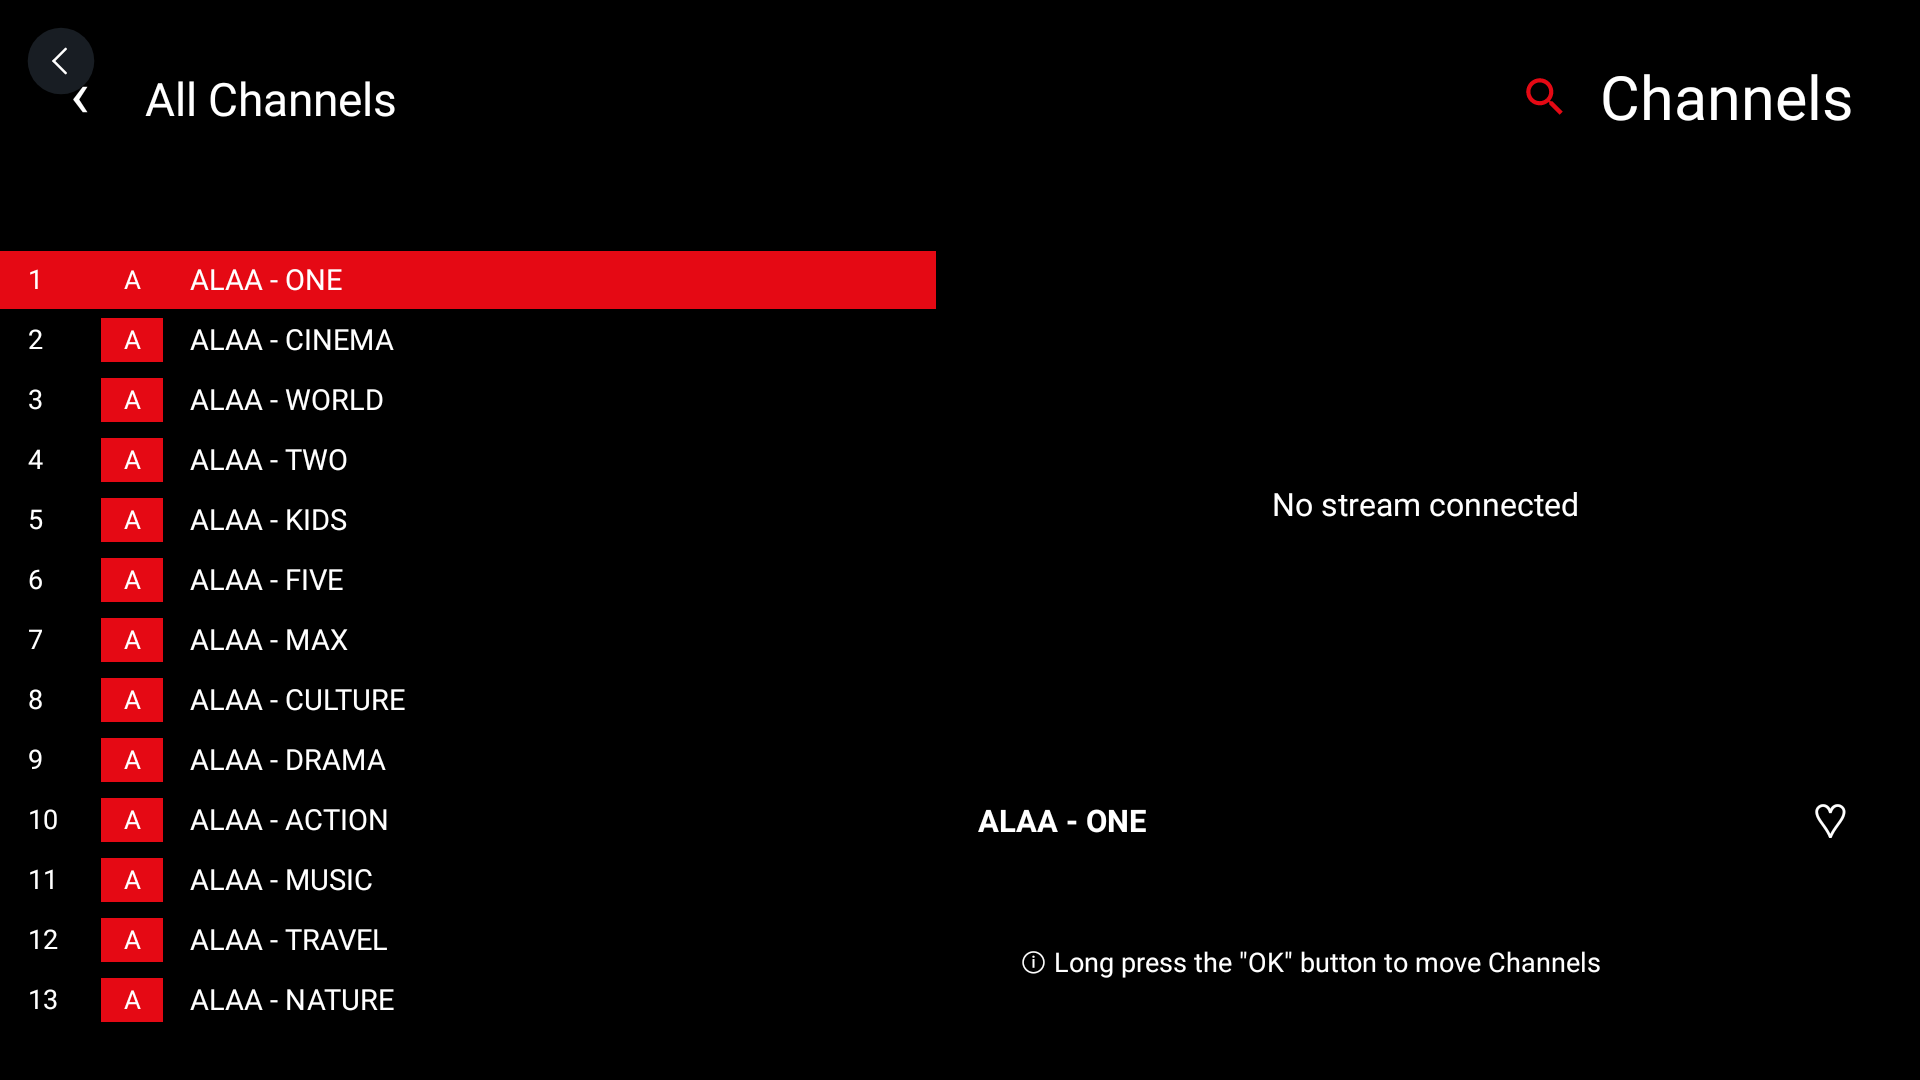 All Channels
Channels
1 A ALAA - ONE
2 A ALAA - CINEMA
3 A ALAA - WORLD
4 A ALAA - TWO
5 A ALAA - KIDS
6 A ALAA - FIVE
7 A ALAA - MAX
8 A ALAA - CULTURE
9 A ALAA - DRAMA
10 A ALAA - ACTION
11 A ALAA - MUSIC
12 A ALAA - TRAVEL
13 A ALAA - NATURE
No stream connected
ALAA - ONE
Long press the "OK" button to move Channels